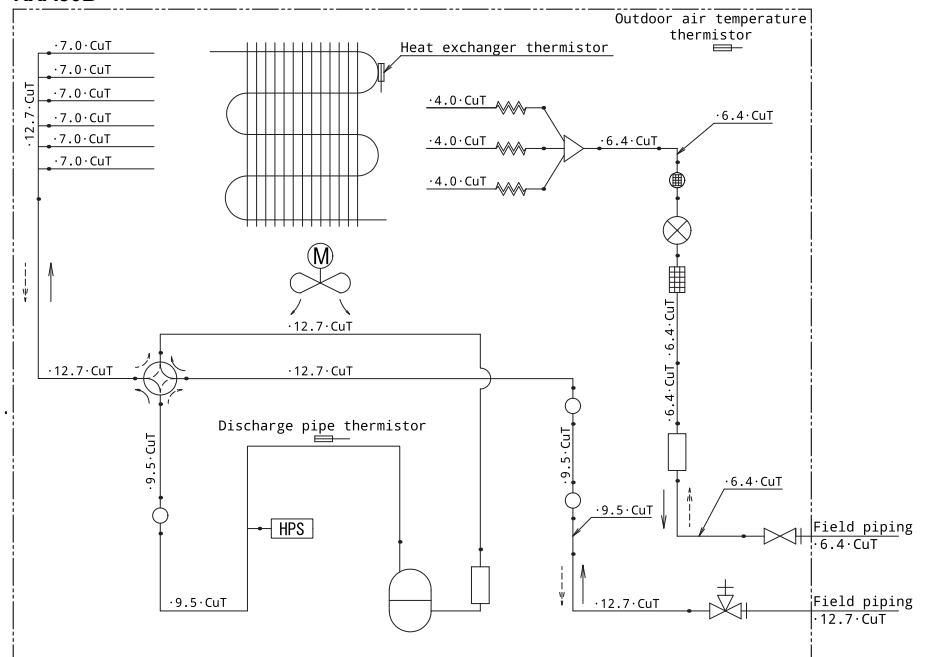 Outdoor air temperature
thermistor
·7.0·CuT
Heat exchanger thermistor
·7.0·CuT
·7.0·CuT
·7.0·CuT
·7.0·CuT
·7.0·CuT
·12.7·CuT
·4.0·CuT
·4.0·CuT
·4.0·CuT
·6.4·CuT
·6.4·CuT
M
·12.7·CuT
·6.4·CuT
·6.4·CuT
·12.7·CuT
·12.7·CuT
Discharge pipe thermistor
·9.5·CuT
·9.5·CuT
·6.4·CuT
·9.5·CuT
HPS
Field piping
·6.4·CuT
·9.5·CuT
·12.7·CuT
Field piping
·12.7·CuT